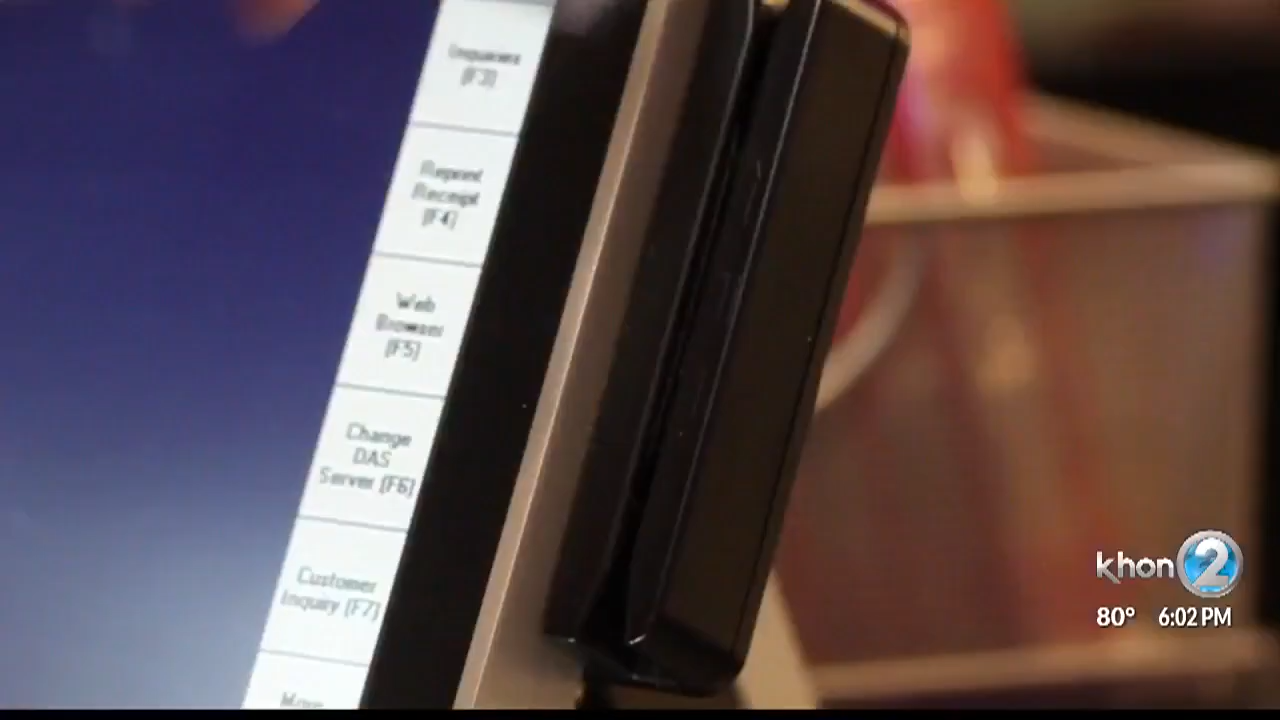 Inquiries
(F3)
Reprint
Receipt
(F4)
Web
Browser
(F5)
Change
DAS
Server (F6)
Customer
Inquiry (F7)
More
khon 2
80° 6:02 PM